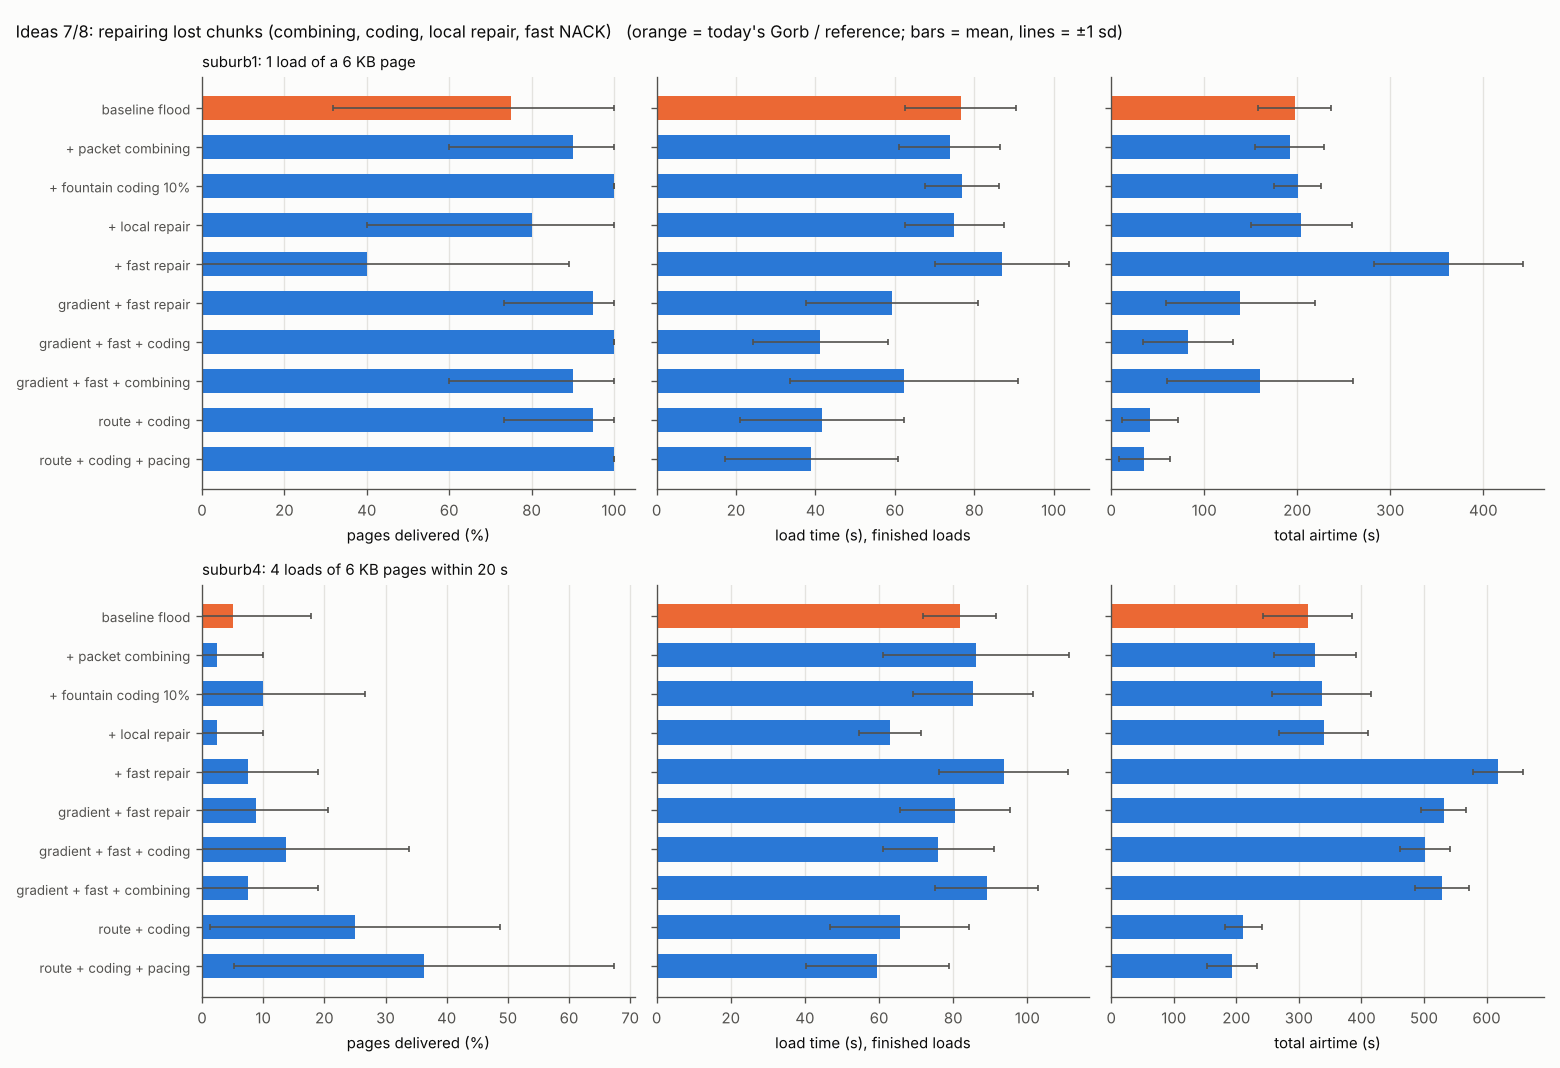 Ideas 7/8: repairing lost chunks (combining, coding, local repair, fast NACK)   (orange = today's Gorb / reference; bars = mean, lines = ±1 sd)
suburb1: 1 load of a 6 KB page
baseline flood
+ packet combining
+ fountain coding 10%
+ local repair
+ fast repair
gradient + fast repair
gradient + fast + coding
gradient + fast + combining
route + coding
route + coding + pacing
0 20 40 60 80 100
pages delivered (%)
0 20 40 60 80 100
load time (s), finished loads
0 100 200 300 400
total airtime (s)
suburb4: 4 loads of 6 KB pages within 20 s
baseline flood
+ packet combining
+ fountain coding 10%
+ local repair
+ fast repair
gradient + fast repair
gradient + fast + coding
gradient + fast + combining
route + coding
route + coding + pacing
0 10 20 30 40 50 60 70
pages delivered (%)
0 20 40 60 80 100
load time (s), finished loads
0 100 200 300 400 500 600
total airtime (s)